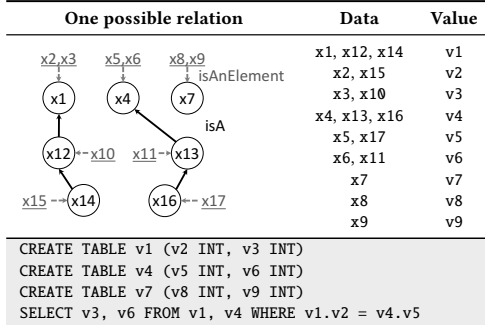 One possible relation Data Value
x2,x3 x5,x6 x8,x9
isAnElement
x1 x4 x7
isA
x12 x10 x11 x13
x15 x14 x16 x17
x1, x12, x14 v1
x2, x15 v2
x3, x10 v3
x4, x13, x16 v4
x5, x17 v5
x6, x11 v6
x7 v7
x8 v8
x9 v9
CREATE TABLE v1 (v2 INT, v3 INT)
CREATE TABLE v4 (v5 INT, v6 INT)
CREATE TABLE v7 (v8 INT, v9 INT)
SELECT v3, v6 FROM v1, v4 WHERE v1.v2 = v4.v5